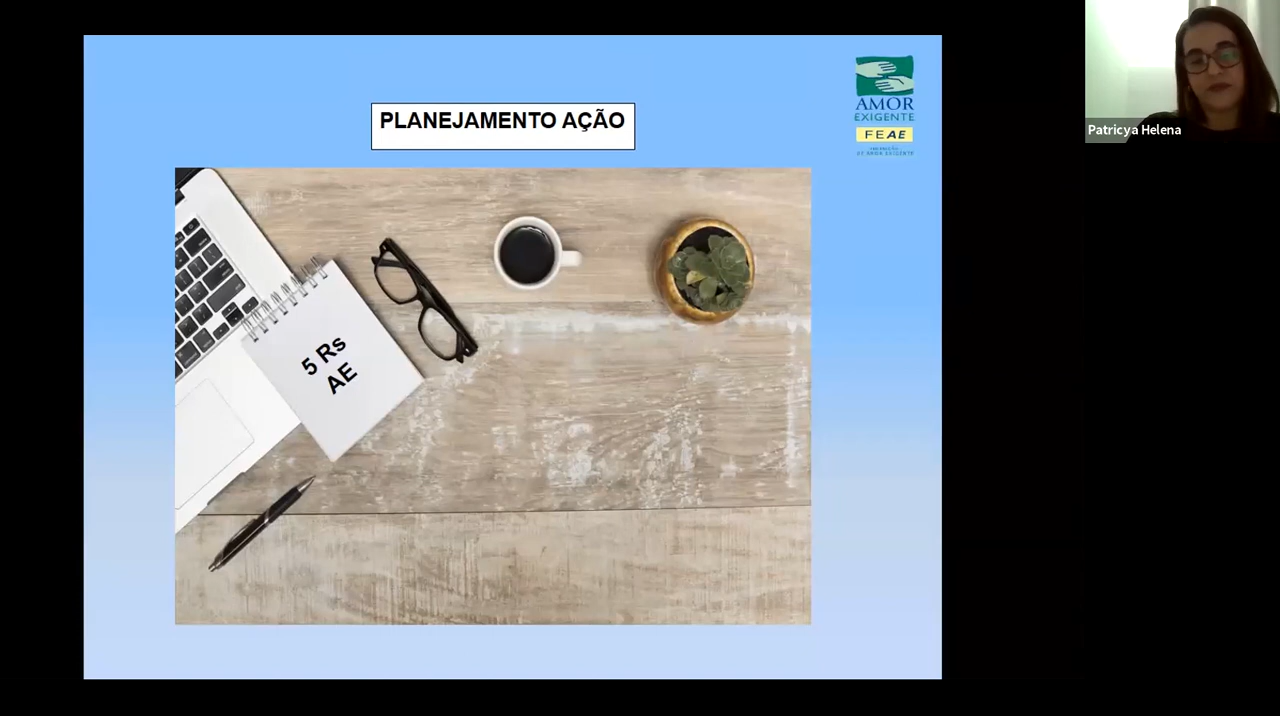 PLANEJAMENTO AÇÃO
AMOR
EXIGENTE
FEAE
Patricya Helena
5 Rs
AE